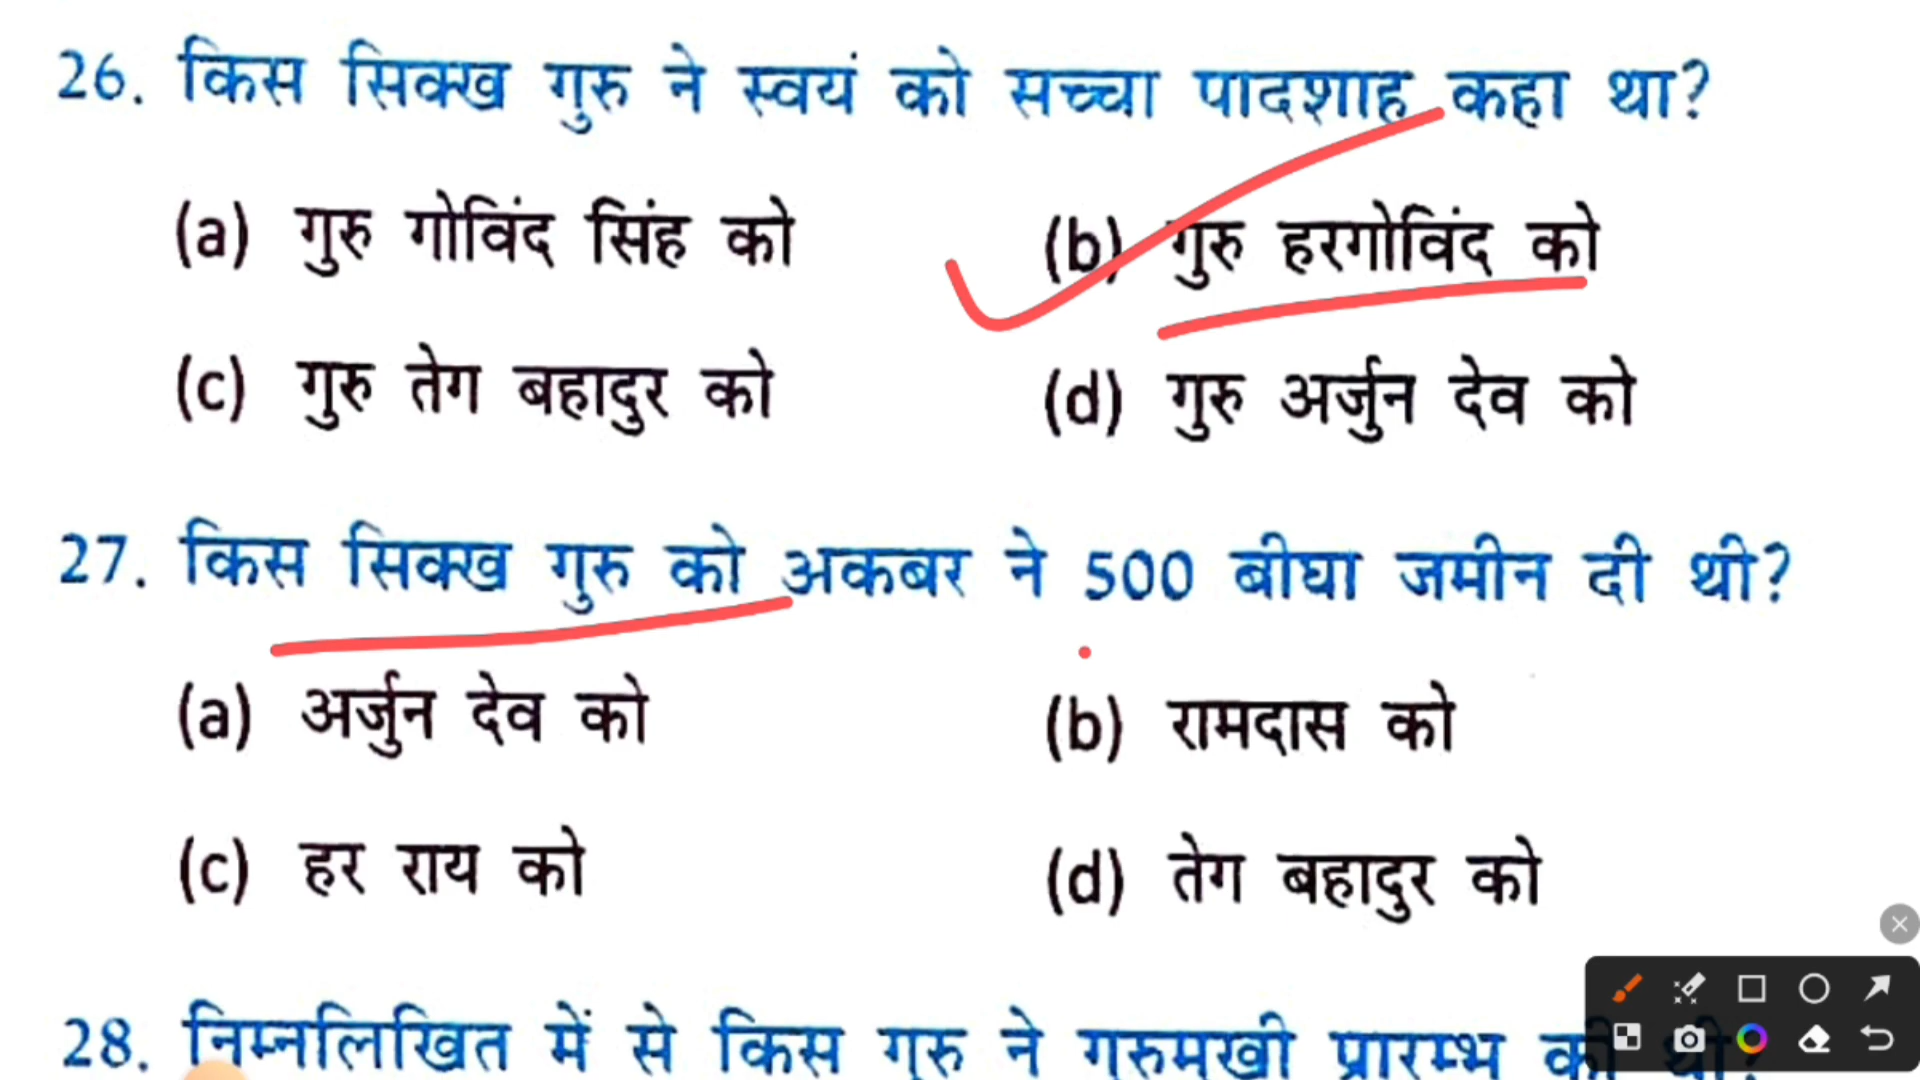 26. किस सिक्ख गुरु ने स्वयं को सच्चा पादशाह कहा था?
(a) गुरु गोविंद सिंह को (b) गुरु हरगोविंद को
(c) गुरु तेग बहादुर को (d) गुरु अर्जुन देव को
27. किस सिक्ख गुरु को अकबर ने 500 बीघा जमीन दी थी?
(a) अर्जुन देव को (b) रामदास को
(c) हर राय को (d) तेग बहादुर को
28. निम्नलिखित में से किस गुरु ने गुरुमुखी प्रारम्भ की थी?